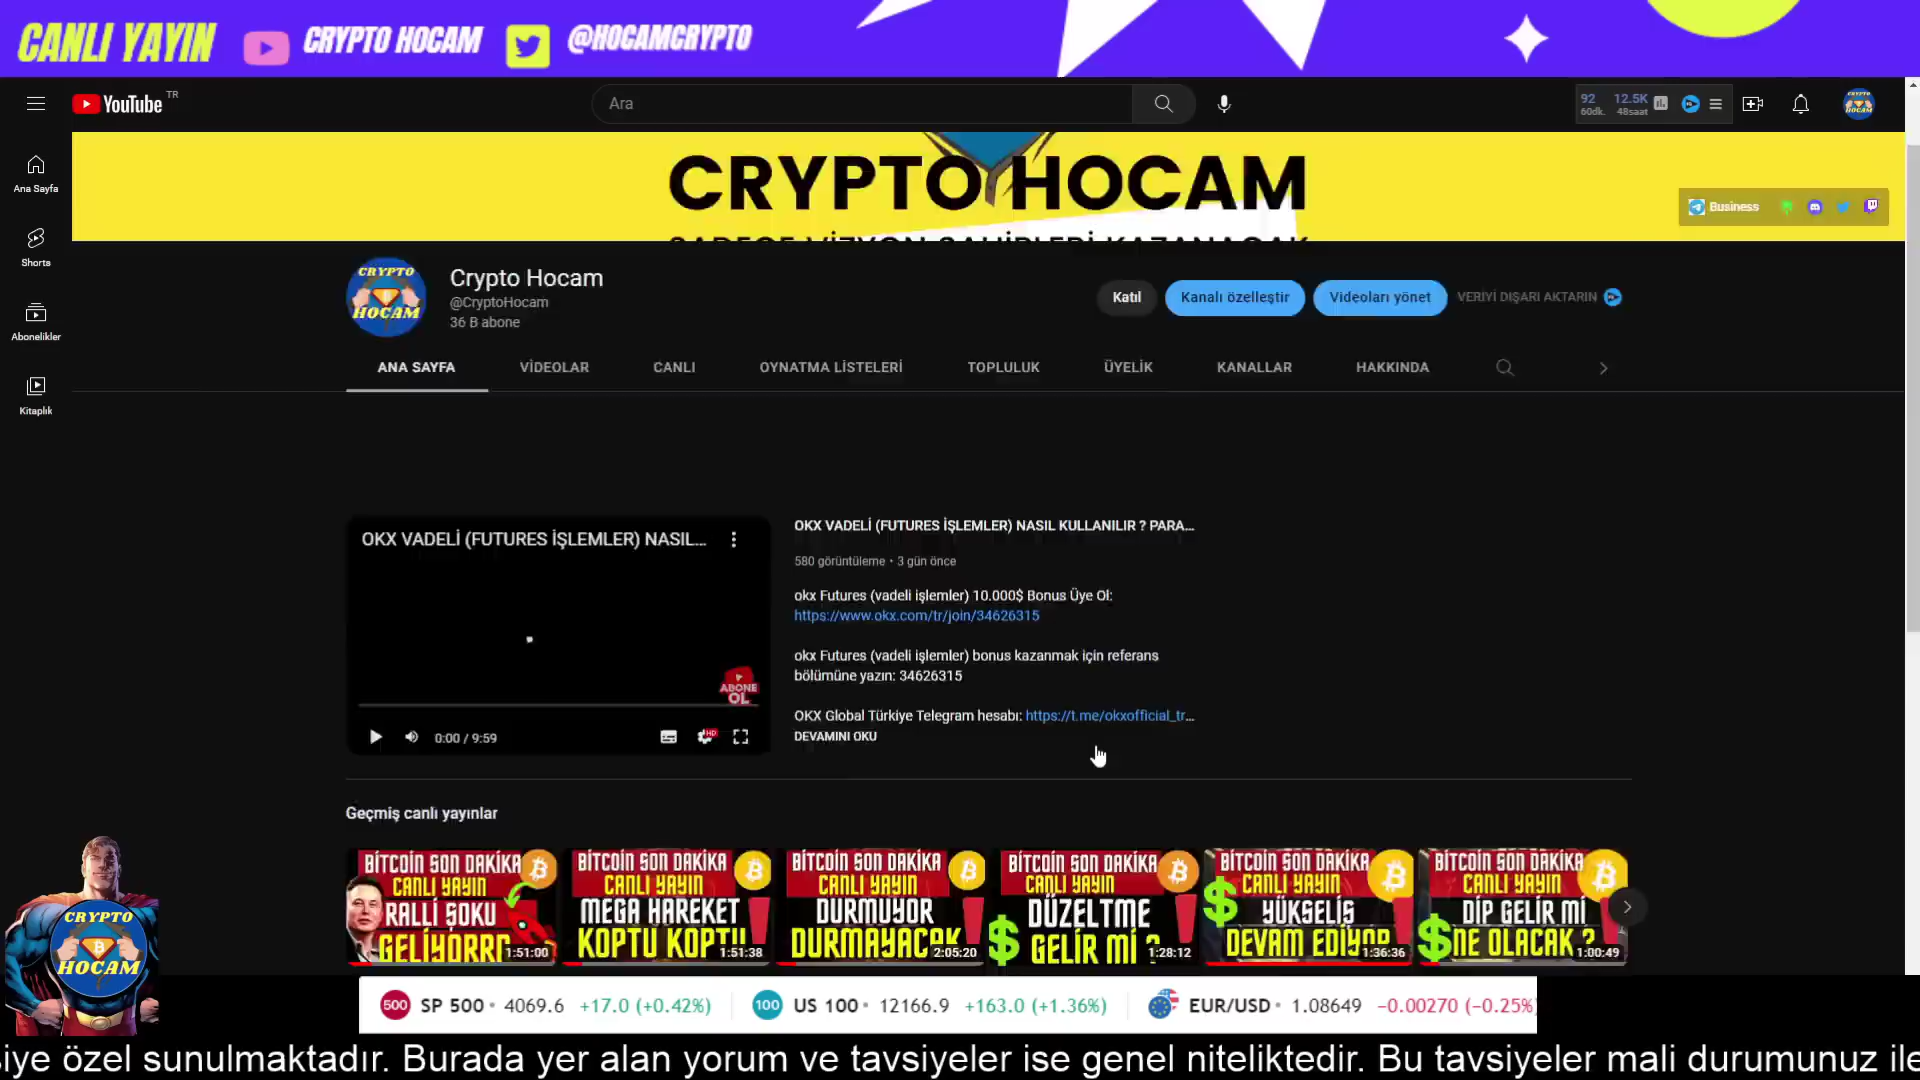 CANLI YAYIN
CRYPTO HOCAM
@HOCAMCRYPTO
YouTube TR
Ara
92 60dk.
12.5K 48saat
Ana Sayfa
Shorts
Abonelikler
Kitaplık
CRYPTO HOCAM
SADECE VİZYON SAHİPLERİ KAZANACAK
Business
CRYPTO HOCAM
Crypto Hocam
@CryptoHocam
36 B abone
Katıl
Kanalı özelleştir
Videoları yönet
VERİYİ DIŞARI AKTARIN
ANA SAYFA
VİDEOLAR
CANLI
OYNATMA LİSTELERİ
TOPLULUK
ÜYELİK
KANALLAR
HAKKINDA
OKX VADELİ (FUTURES İŞLEMLER) NASIL...
ABONE OL
0:00 / 9:59
HD
OKX VADELİ (FUTURES İŞLEMLER) NASIL KULLANILIR ? PARA...
580 görüntüleme • 3 gün önce
okx Futures (vadeli işlemler) 10.000$ Bonus Üye Ol:
https://www.okx.com/tr/join/34626315
okx Futures (vadeli işlemler) bonus kazanmak için referans
bölümüne yazın: 34626315
OKX Global Türkiye Telegram hesabı: https://t.me/okxofficial_tr...
DEVAMINI OKU
Geçmiş canlı yayınlar
BİTCOİN SON DAKİKA
CANLI YAYIN
RALLİ ŞOKU
GELİYORRR
1:51:00
BİTCOİN SON DAKİKA
CANLI YAYIN
MEGA HAREKET
KOPTU KOPTU
1:51:38
BİTCOİN SON DAKİKA
CANLI YAYIN
DURMUYOR
DURMAYACAK
2:05:20
BİTCOİN SON DAKİKA
CANLI YAYIN
DÜZELTME
GELİR Mİ ?
1:28:12
BİTCOİN SON DAKİKA
CANLI YAYIN
YÜKSELİŞ
DEVAM EDİYOR
1:36:36
BİTCOİN SON DAKİKA
CANLI YAYIN
DİP GELİR Mİ
NE OLACAK ?
1:00:49
CRYPTO
HOCAM
500 SP 500 • 4069.6 +17.0 (+0.42%)
100 US 100 • 12166.9 +163.0 (+1.36%)
EUR/USD • 1.08649 −0.00270 (−0.25%)
siye özel sunulmaktadır. Burada yer alan yorum ve tavsiyeler ise genel niteliktedir. Bu tavsiyeler mali durumunuz ile